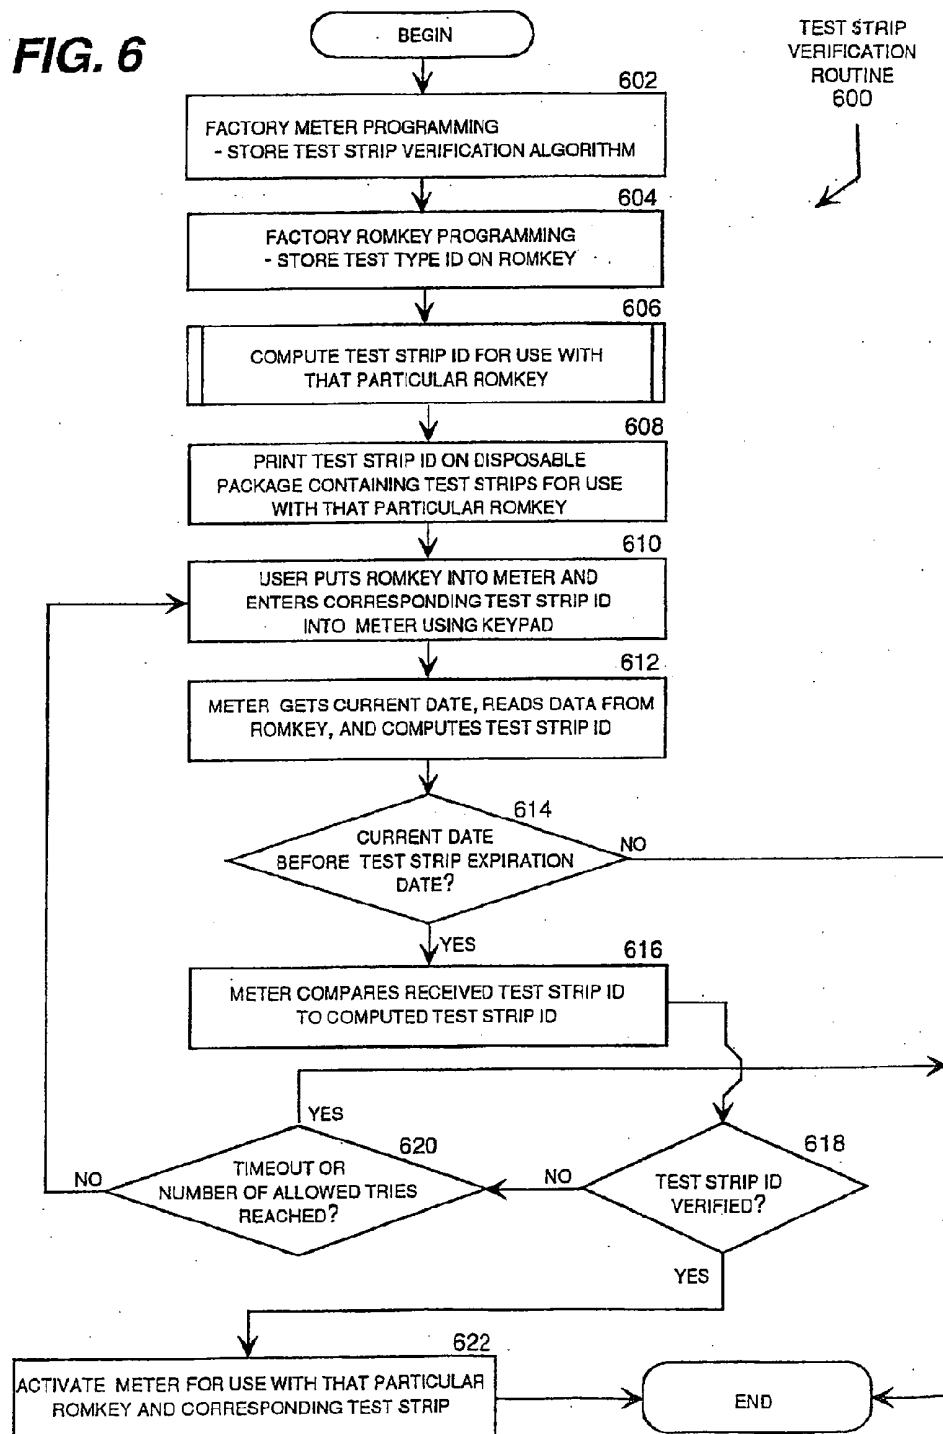 FIG. 6
BEGIN
TEST STRIP
VERIFICATION
ROUTINE
600
602
FACTORY METER PROGRAMMING
- STORE TEST STRIP VERIFICATION ALGORITHM
604
FACTORY ROMKEY PROGRAMMING
- STORE TEST TYPE ID ON ROMKEY
606
COMPUTE TEST STRIP ID FOR USE WITH
THAT PARTICULAR ROMKEY
608
PRINT TEST STRIP ID ON DISPOSABLE
PACKAGE CONTAINING TEST STRIPS FOR USE
WITH THAT PARTICULAR ROMKEY
610
USER PUTS ROMKEY INTO METER AND
ENTERS CORRESPONDING TEST STRIP ID
INTO METER USING KEYPAD
612
METER GETS CURRENT DATE, READS DATA FROM
ROMKEY, AND COMPUTES TEST STRIP ID
614
CURRENT DATE
BEFORE TEST STRIP EXPIRATION
DATE?
NO
YES
616
METER COMPARES RECEIVED TEST STRIP ID
TO COMPUTED TEST STRIP ID
YES
620
TIMEOUT OR
NUMBER OF ALLOWED TRIES
REACHED?
NO
NO
618
TEST STRIP ID
VERIFIED?
YES
622
ACTIVATE METER FOR USE WITH THAT PARTICULAR
ROMKEY AND CORRESPONDING TEST STRIP
END